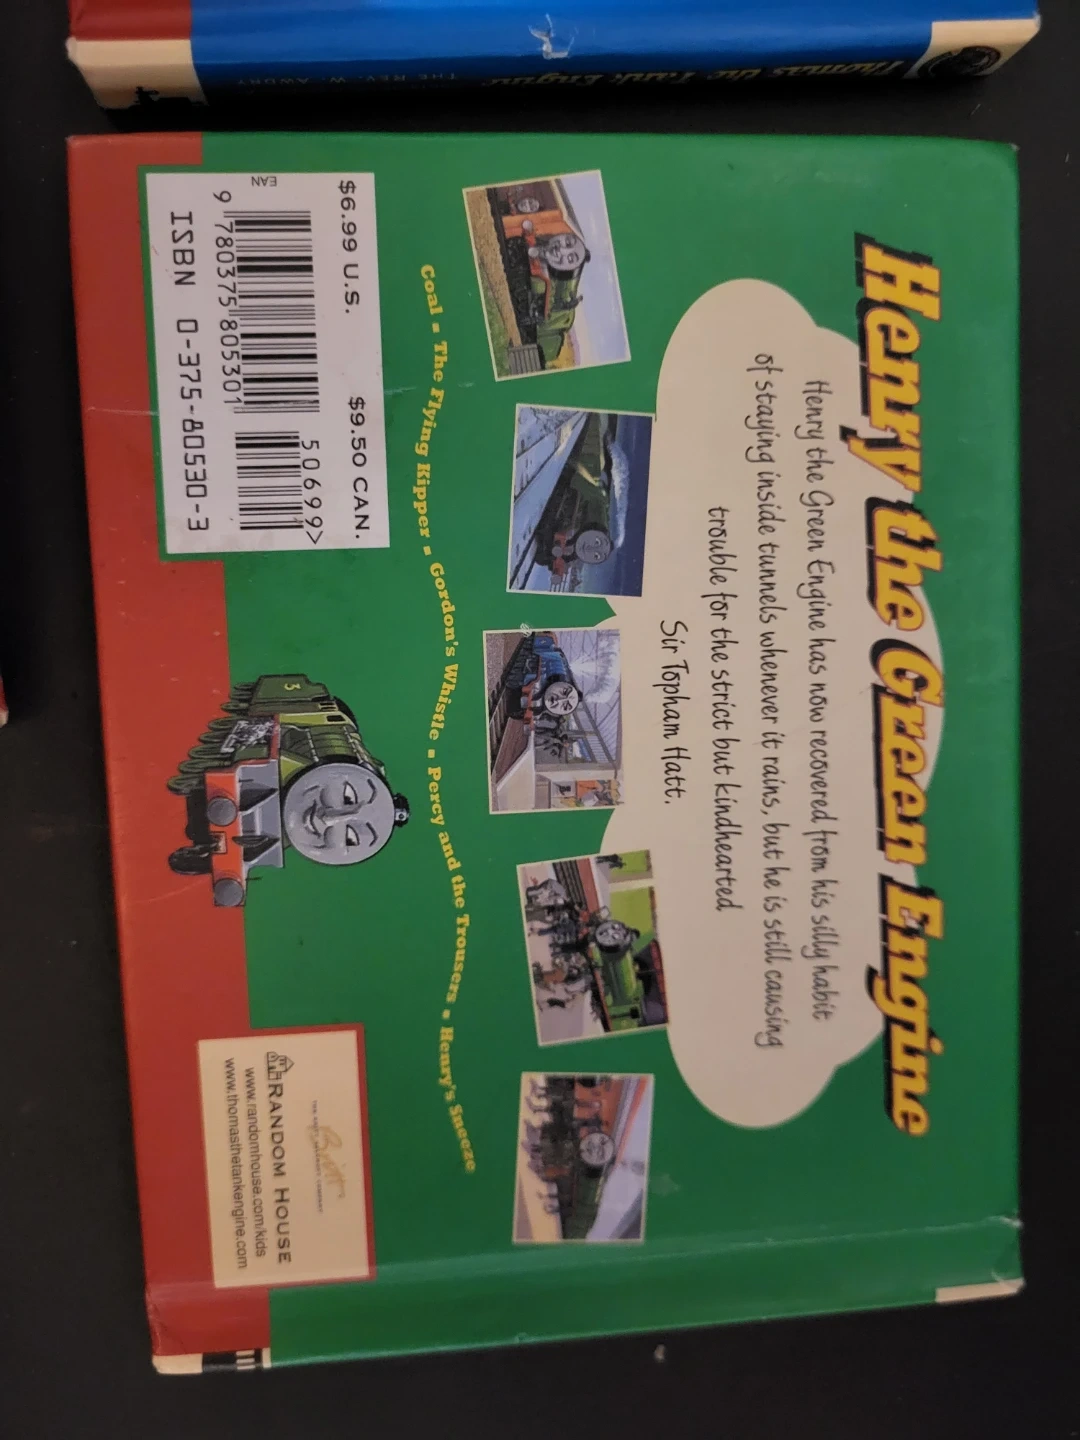 Thomas the Tank Engine
THE REV. W. AWDRY
Henry the Green Engine
Henry the Green Engine has now recovered from his silly habit
of staying inside tunnels whenever it rains, but he is still causing
trouble for the strict but kindhearted
Sir Topham Hatt.
Coal ▪ The Flying Kipper ▪ Gordon's Whistle ▪ Percy and the Trousers ▪ Henry's Sneeze
3
$6.99 U.S. $9.50 CAN.
EAN
50699>
9 780375 805301
ISBN 0-375-80530-3
Britt
RANDOM HOUSE
www.randomhouse.com/kids
www.thomasthetankengine.com